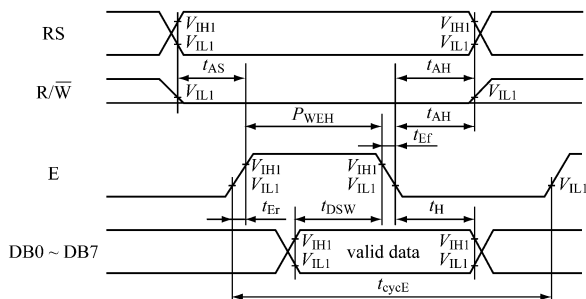 RS
V_IH1 V_IH1
V_IL1 V_IL1
t_AS t_AH
R/W̅
V_IL1 V_IL1
P_WEH t_AH
t_Ef
E
V_IH1 V_IH1
V_IL1 V_IL1 V_IL1
t_Er t_DSW t_H
DB0 ~ DB7
V_IH1 valid data V_IH1
V_IL1 V_IL1
t_cycE